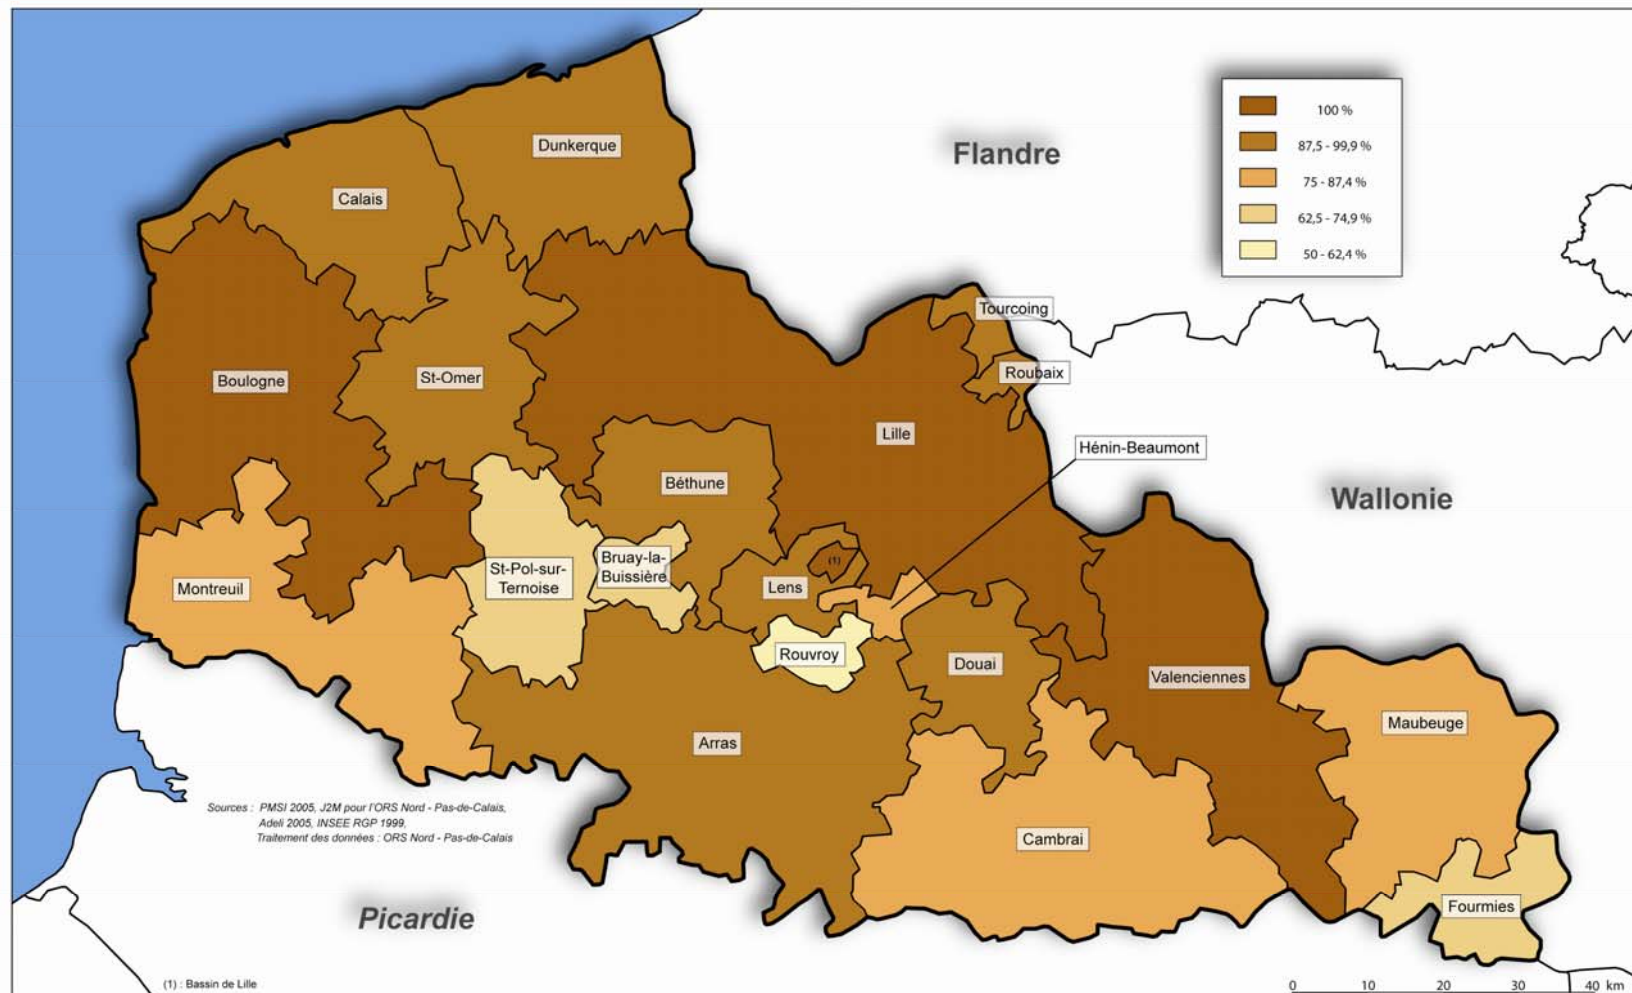 Dunkerque
Flandre
Calais
100 %
87,5 - 99,9 %
75 - 87,4 %
62,5 - 74,9 %
50 - 62,4 %
Tourcoing
Roubaix
Boulogne
St-Omer
Lille
Hénin-Beaumont
Béthune
Wallonie
Montreuil
St-Pol-sur-
Ternoise
Bruay-la-
Buissière
Lens
(1)
Rouvroy
Douai
Valenciennes
Maubeuge
Arras
Cambrai
Fourmies
Sources : PMSI 2005, J2M pour l'ORS Nord - Pas-de-Calais,
Adeli 2005, INSEE RGP 1999,
Traitement des données : ORS Nord - Pas-de-Calais
Picardie
(1) : Bassin de Lille
0 10 20 30 40 km